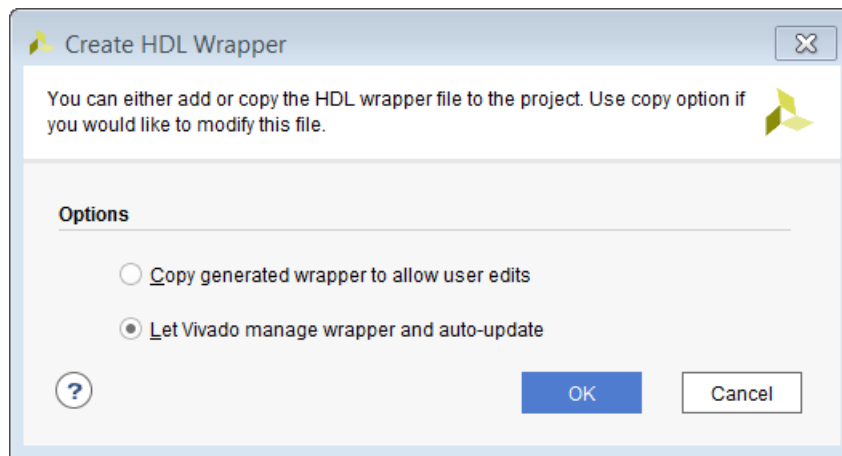 Create HDL Wrapper
You can either add or copy the HDL wrapper file to the project. Use copy option if
you would like to modify this file.
Options
Copy generated wrapper to allow user edits
Let Vivado manage wrapper and auto-update
?
OK
Cancel